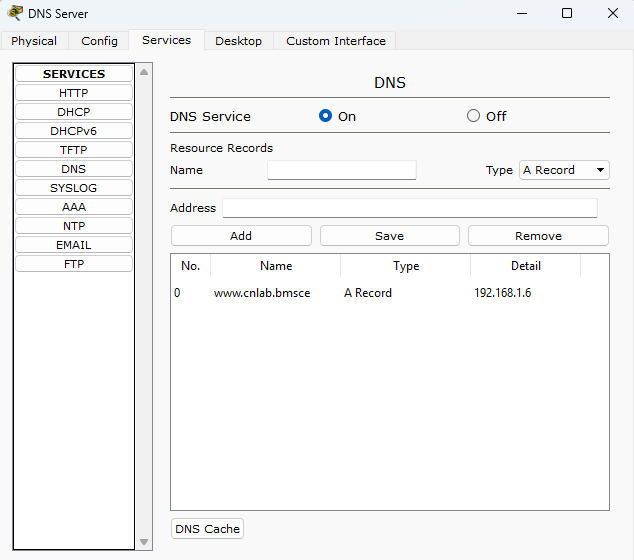 DNS Server
Physical Config Services Desktop Custom Interface
SERVICES
HTTP
DHCP
DHCPv6
TFTP
DNS
SYSLOG
AAA
NTP
EMAIL
FTP
DNS
DNS Service On Off
Resource Records
Name Type A Record
Address
Add Save Remove
No. Name Type Detail
0 www.cnlab.bmsce A Record 192.168.1.6
DNS Cache